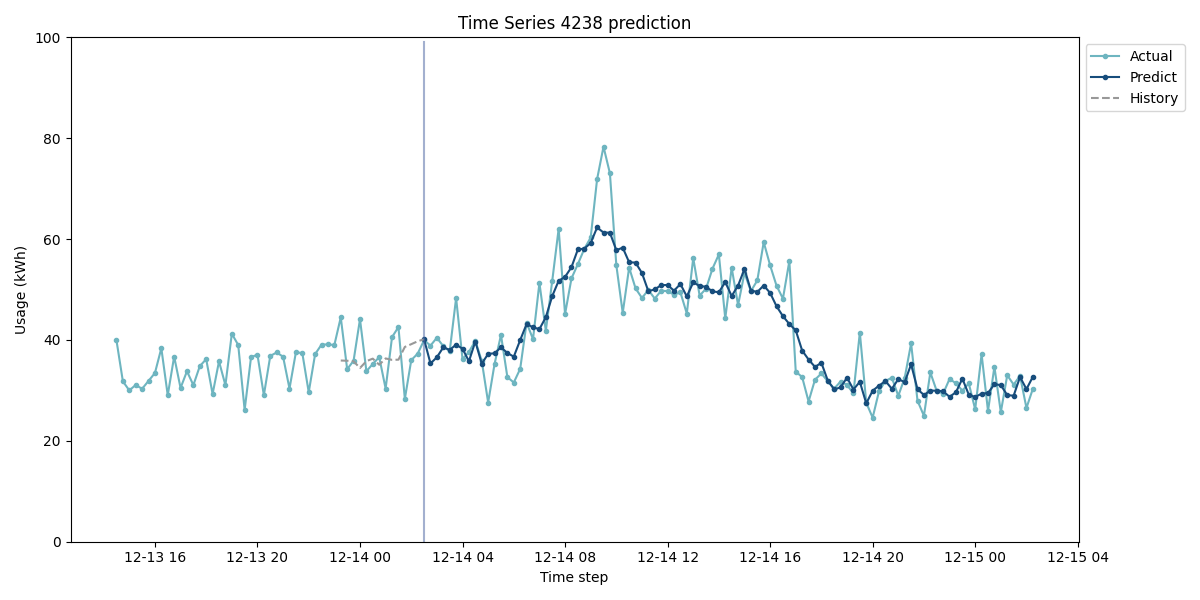 Time Series 4238 prediction
100
80
60
40
20
0
Usage (kWh)
12-13 16
12-13 20
12-14 00
12-14 04
12-14 08
12-14 12
12-14 16
12-14 20
12-15 00
12-15 04
Time step
Actual
Predict
History